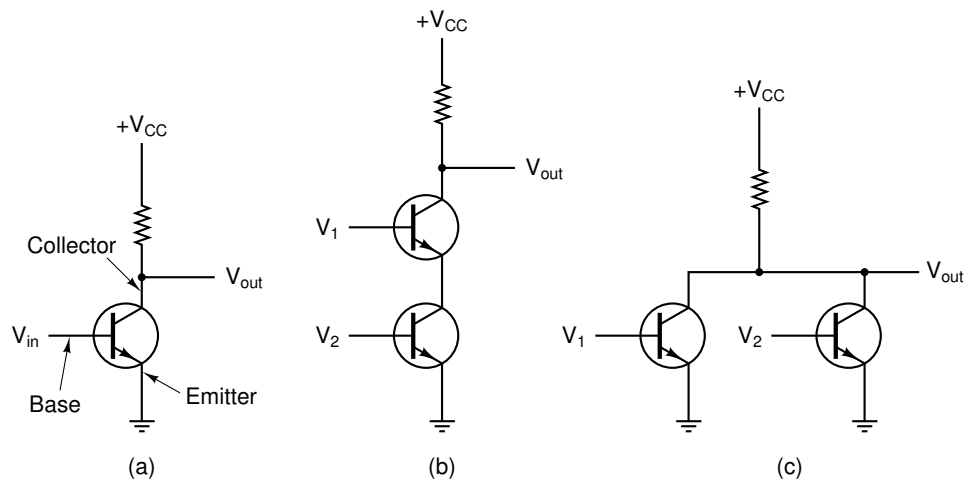 +VCC
Collector
Vout
Vin
Base
Emitter
(a)
+VCC
Vout
V1
V2
(b)
+VCC
Vout
V1
V2
(c)